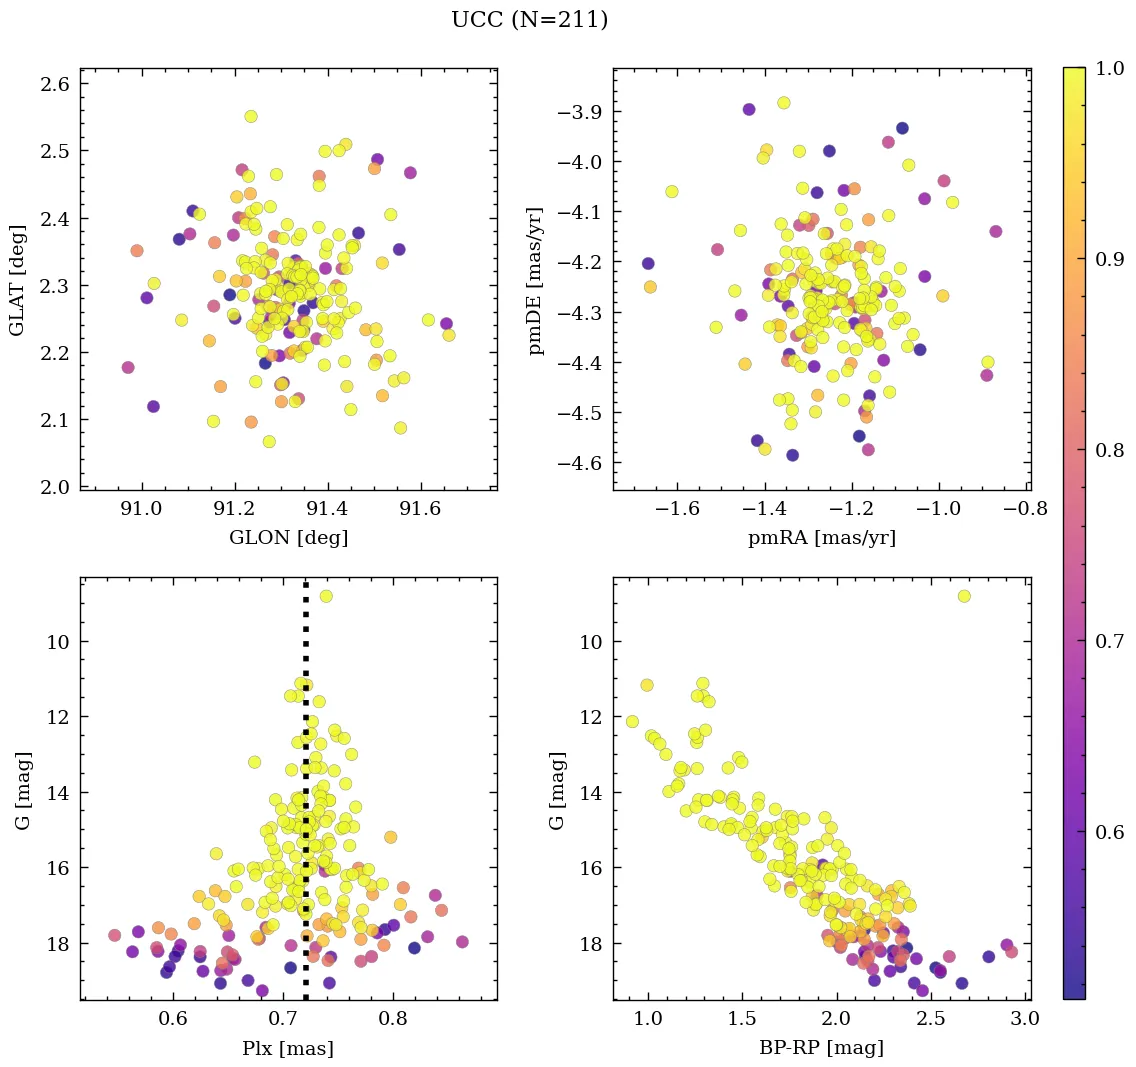 UCC (N=211)
2.6
2.5
2.4
2.3
2.2
2.1
2.0
GLAT [deg]
91.0 91.2 91.4 91.6
GLON [deg]
−3.9
−4.0
−4.1
−4.2
−4.3
−4.4
−4.5
−4.6
pmDE [mas/yr]
−1.6 −1.4 −1.2 −1.0 −0.8
pmRA [mas/yr]
10
12
14
16
18
G [mag]
0.6 0.7 0.8
Plx [mas]
10
12
14
16
18
G [mag]
1.0 1.5 2.0 2.5 3.0
BP-RP [mag]
1.0
0.9
0.8
0.7
0.6